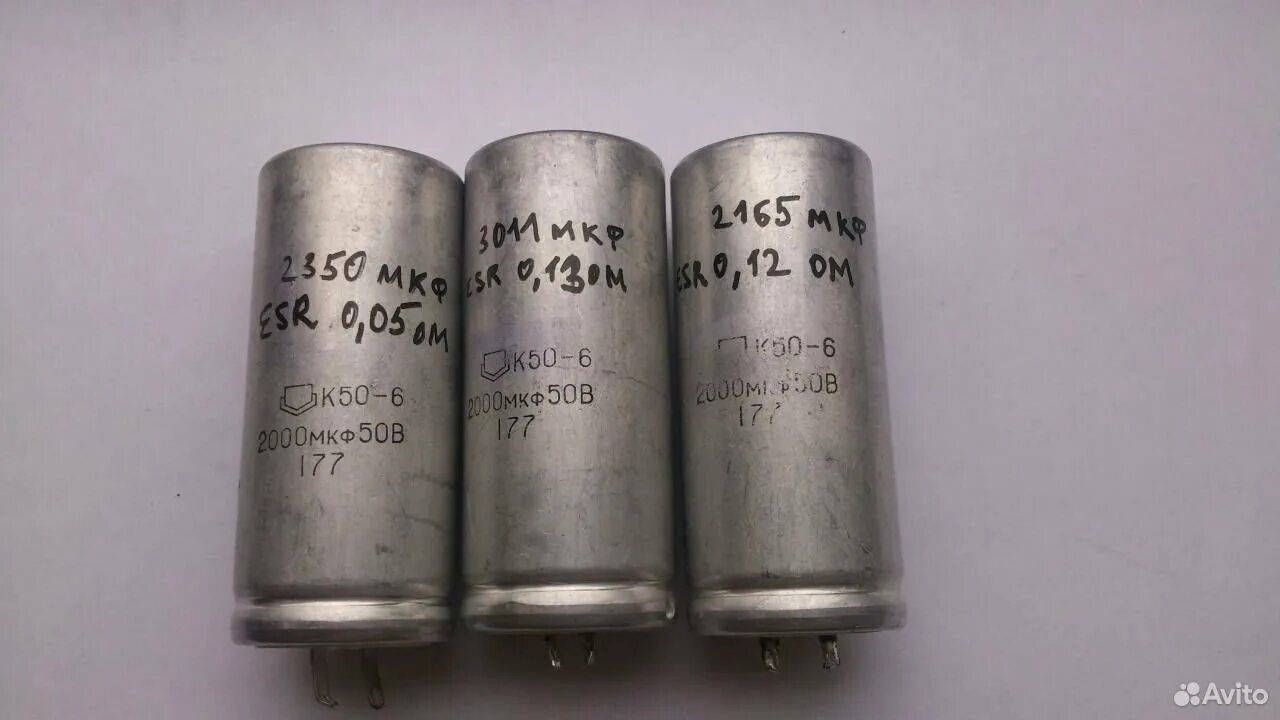 2350 мкф
ESR 0,05 ом
К50-6
2000мкФ50В
177
3011 мкф
ESR 0,13 ом
К50-6
2000мкФ50В
177
2165 мкф
ESR 0,12 ом
К50-6
2000мкФ50В
177
Avito